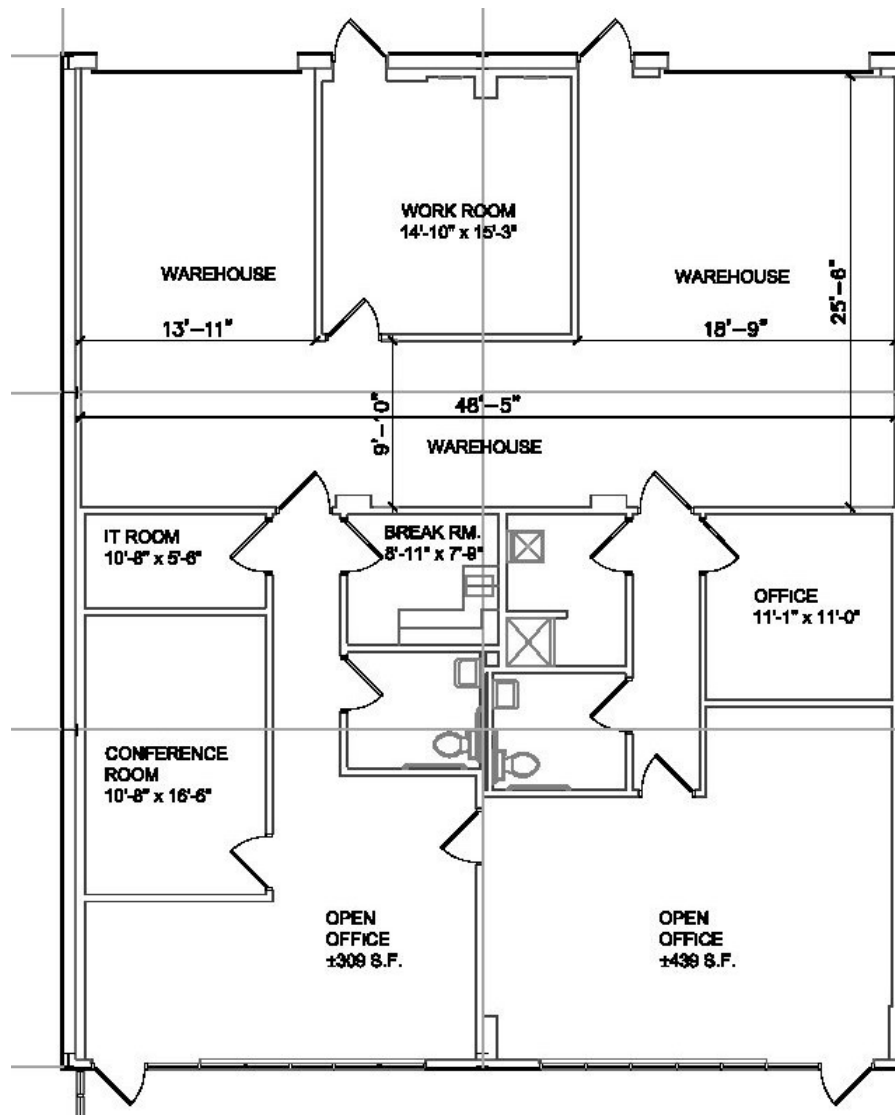 WORK ROOM
14'-10" x 15'-3"
WAREHOUSE
WAREHOUSE
13'-11"
18'-9"
25'-6"
48'-5"
9'-10"
WAREHOUSE
IT ROOM
10'-8" x 5'-6"
BREAK RM.
8'-11" x 7'-9"
OFFICE
11'-1" x 11'-0"
CONFERENCE
ROOM
10'-8" x 16'-6"
OPEN
OFFICE
±309 S.F.
OPEN
OFFICE
±439 S.F.